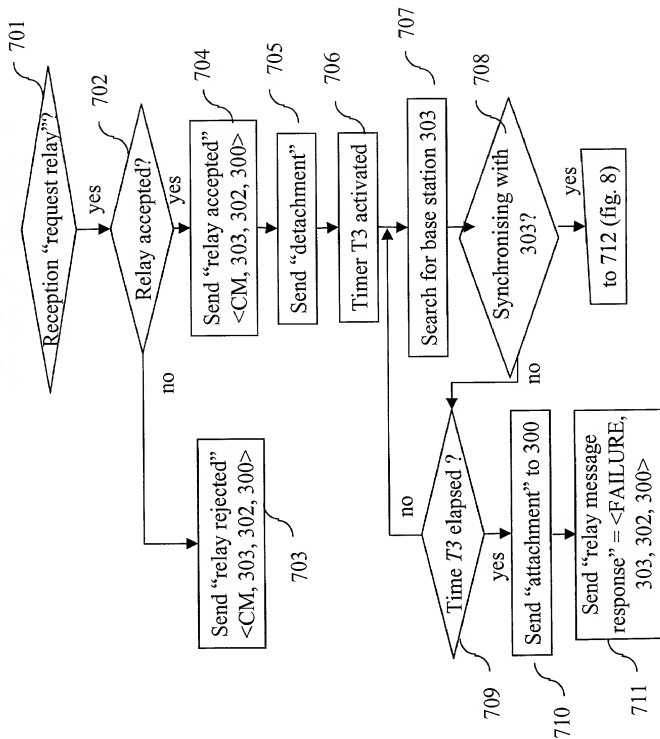 701
Reception “request relay”?
yes
702
Relay accepted?
yes
no
Send “relay rejected”
<CM, 303, 302, 300>
703
704
Send “relay accepted”
<CM, 303, 302, 300>
705
Send “detachment”
706
Timer T3 activated
707
Search for base station 303
708
Synchronising with
303?
yes
to 712 (fig. 8)
no
Time T3 elapsed ?
no
709
yes
Send “attachment” to 300
710
Send “relay message
response” = <FAILURE,
303, 302, 300>
711